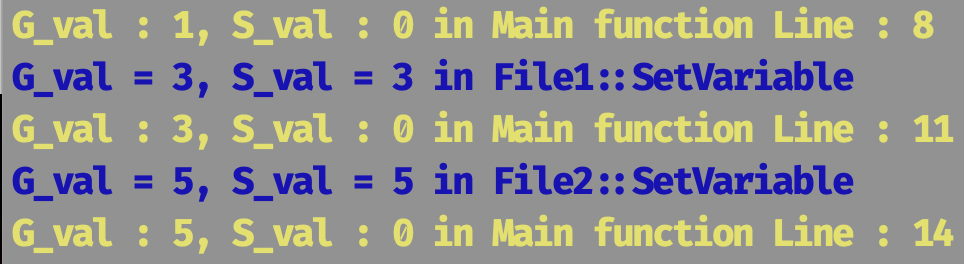 G_val : 1, S_val : 0 in Main function Line : 8
G_val = 3, S_val = 3 in File1::SetVariable
G_val : 3, S_val : 0 in Main function Line : 11
G_val = 5, S_val = 5 in File2::SetVariable
G_val : 5, S_val : 0 in Main function Line : 14